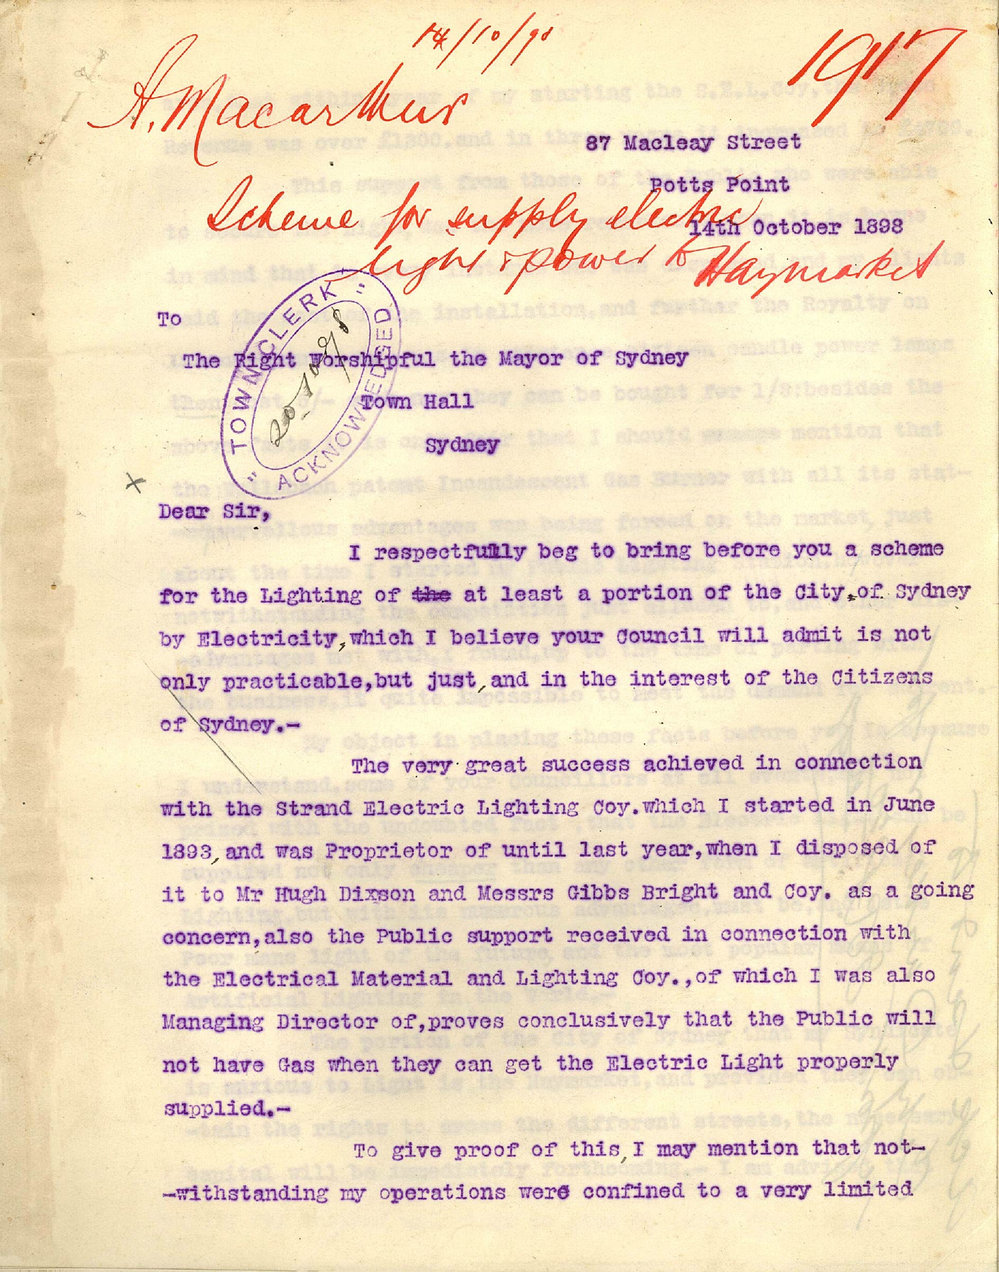 14/10/98
1917
A. Macarthur
87 Macleay Street
Potts Point
Scheme for supply electric
14th October 1898
light & power to Haymarket
To
The Right Worshipful the Mayor of Sydney
Town Hall
Sydney
TOWN CLERK
" ACKNOWLEDGED "
20.10.98
x
Dear Sir,
I respectfully beg to bring before you a scheme
for the Lighting of the at least a portion of the City, of Sydney
by Electricity, which I believe your Council will admit is not
only practicable, but just, and in the interest of the Citizens
of Sydney.-
The very great success achieved in connection
with the Strand Electric Lighting Coy. which I started in June
1893, and was Proprietor of until last year, when I disposed of
it to Mr Hugh Dixson and Messrs Gibbs Bright and Coy. as a going
concern, also the Public support received in connection with
the Electrical Material and Lighting Coy., of which I was also
Managing Director of, proves conclusively that the Public will
not have Gas when they can get the Electric Light properly
supplied.-
To give proof of this, I may mention that not-
-withstanding my operations were confined to a very limited